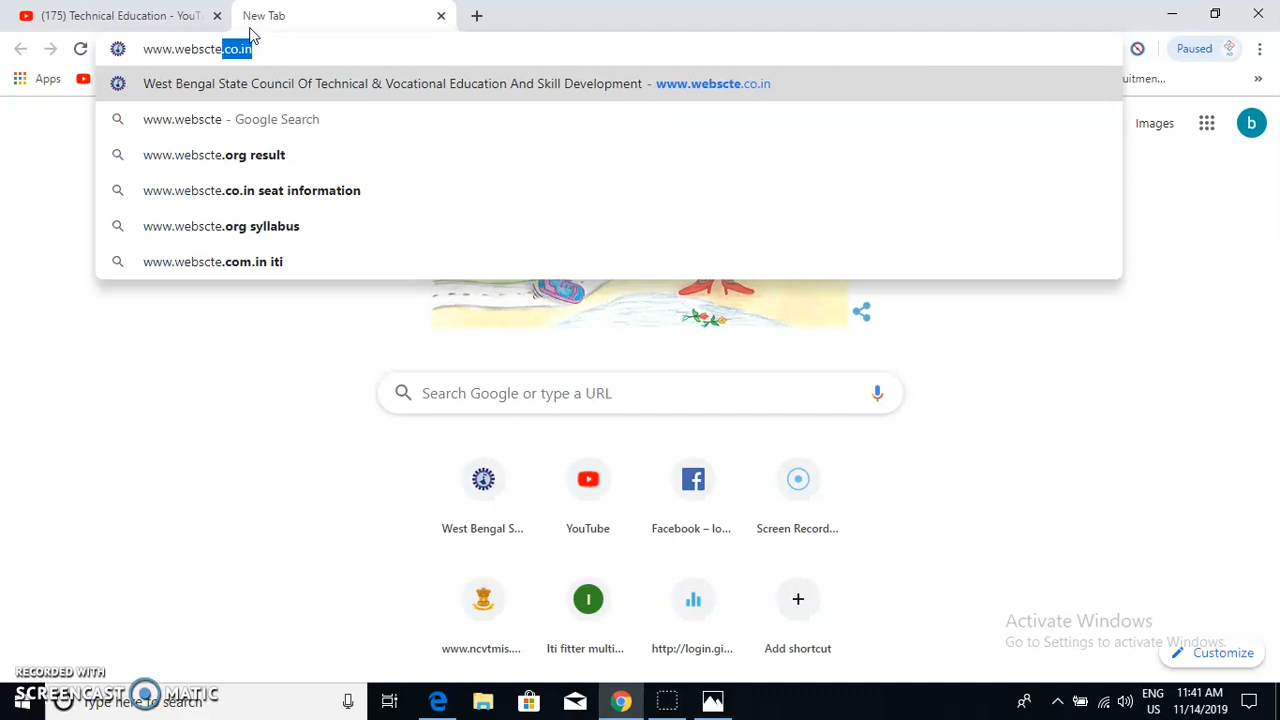 (175) Technical Education - YouT
New Tab
www.webscte.co.in
Paused
Apps
uitmen...
West Bengal State Council Of Technical & Vocational Education And Skill Development - www.webscte.co.in
www.webscte - Google Search
www.webscte.org result
www.webscte.co.in seat information
www.webscte.org syllabus
www.webscte.com.in iti
Images
b
Search Google or type a URL
West Bengal S...
YouTube
Facebook – lo...
Screen Record...
I
www.ncvtmis....
Iti fitter multi...
http://login.gi...
Add shortcut
Activate Windows
Go to Settings to activate Windows.
Customize
RECORDED WITH
SCREENCAST MATIC
Type here to search
ENG
US
11:41 AM
11/14/2019